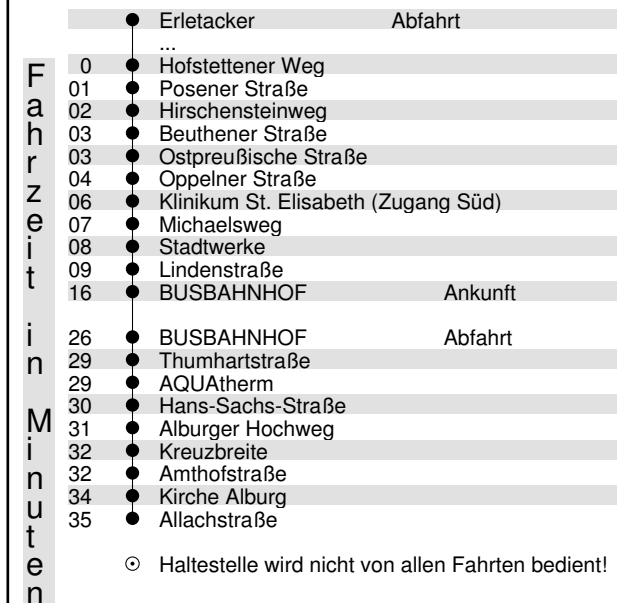 Erletacker Abfahrt
...
0 Hofstettener Weg
01 Posener Straße
02 Hirschensteinweg
03 Beuthener Straße
03 Ostpreußische Straße
04 Oppelner Straße
06 Klinikum St. Elisabeth (Zugang Süd)
07 Michaelsweg
08 Stadtwerke
09 Lindenstraße
16 BUSBAHNHOF Ankunft
26 BUSBAHNHOF Abfahrt
29 Thumhartstraße
29 AQUAtherm
30 Hans-Sachs-Straße
31 Alburger Hochweg
32 Kreuzbreite
32 Amthofstraße
34 Kirche Alburg
35 Allachstraße
☉ Haltestelle wird nicht von allen Fahrten bedient!
Fahrzeit in Minuten